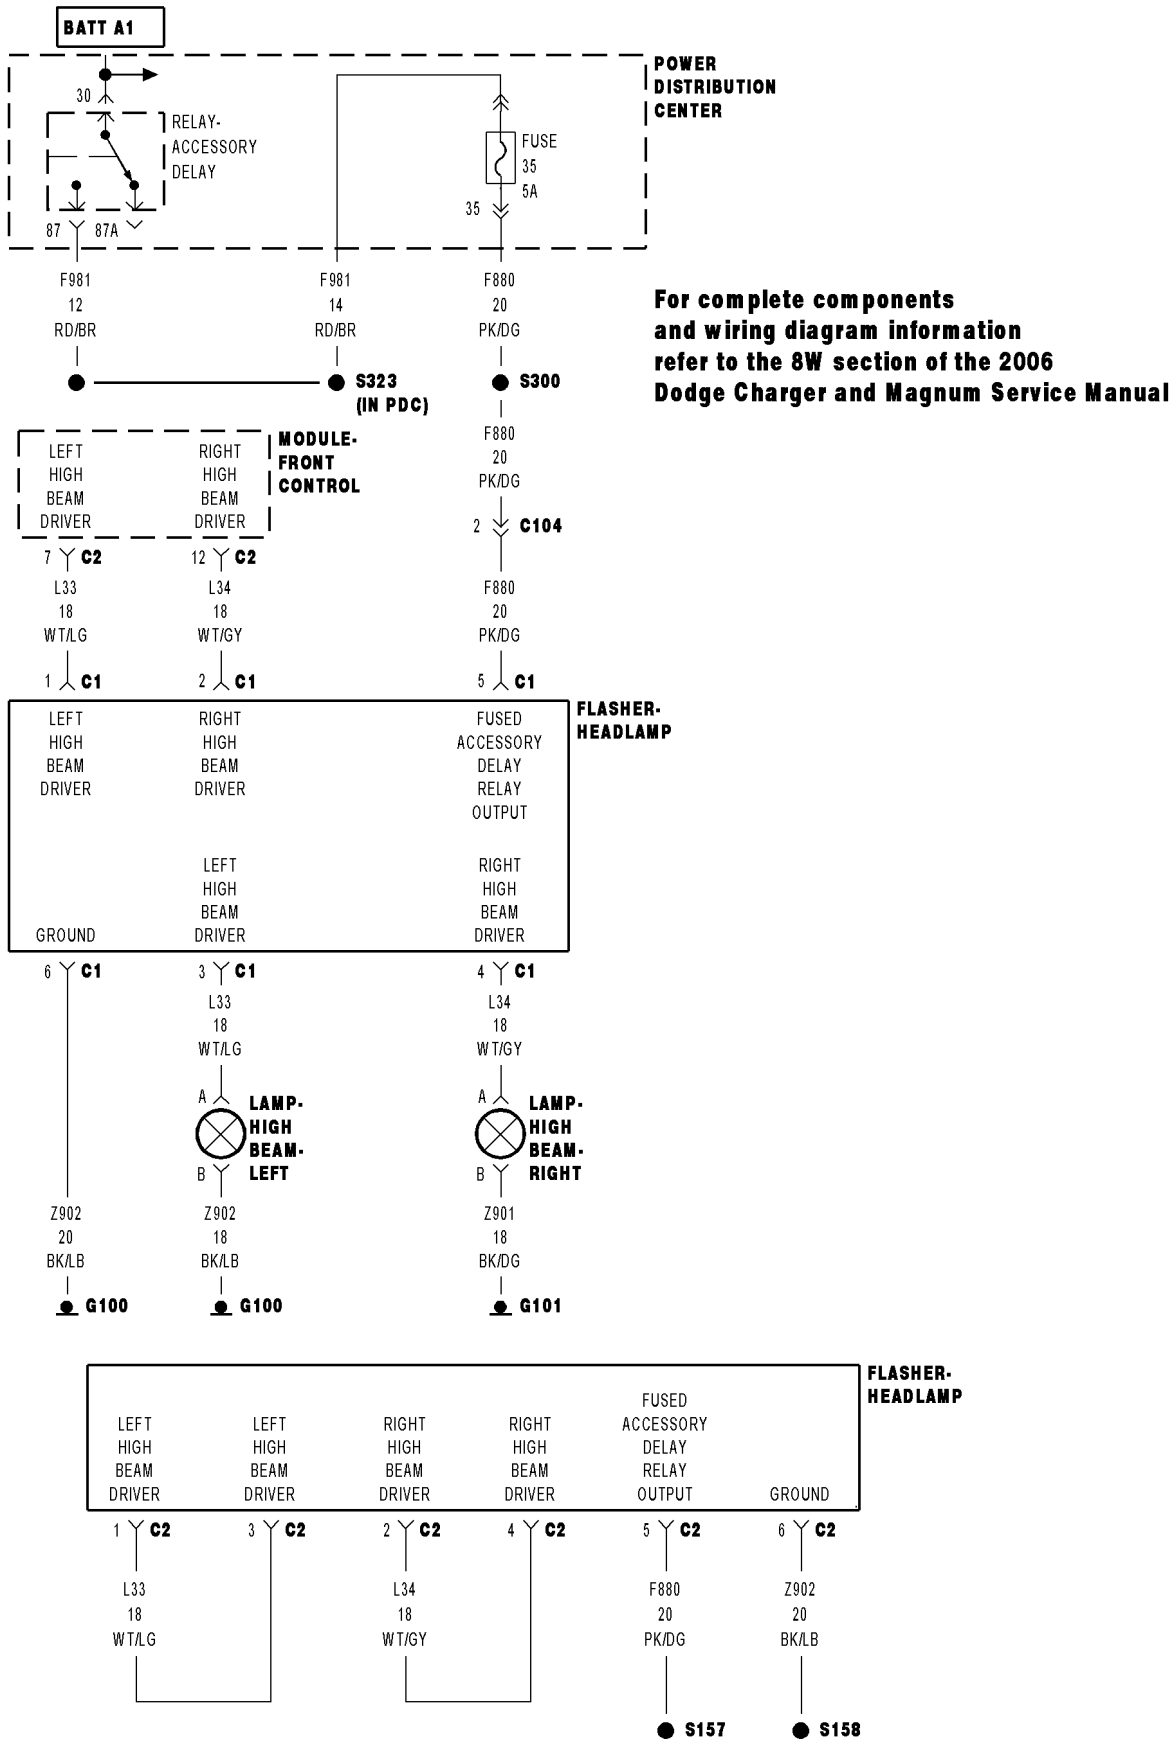 BATT A1
POWER
DISTRIBUTION
CENTER
30
RELAY-
ACCESSORY
DELAY
FUSE
35
5A
35
87 87A
F981
12
RD/BR
F981
14
RD/BR
F880
20
PK/DG
For complete components
and wiring diagram information
refer to the 8W section of the 2006
Dodge Charger and Magnum Service Manual
S323
(IN PDC)
S300
F880
20
PK/DG
MODULE-
FRONT
CONTROL
LEFT
HIGH
BEAM
DRIVER
RIGHT
HIGH
BEAM
DRIVER
2 C104
7 C2
12 C2
L33
18
WT/LG
L34
18
WT/GY
F880
20
PK/DG
1 C1
2 C1
5 C1
FLASHER-
HEADLAMP
LEFT
HIGH
BEAM
DRIVER
RIGHT
HIGH
BEAM
DRIVER
FUSED
ACCESSORY
DELAY
RELAY
OUTPUT
GROUND
LEFT
HIGH
BEAM
DRIVER
RIGHT
HIGH
BEAM
DRIVER
6 C1
3 C1
4 C1
L33
18
WT/LG
L34
18
WT/GY
A
LAMP-
HIGH
BEAM-
LEFT
B
A
LAMP-
HIGH
BEAM-
RIGHT
B
Z902
20
BK/LB
Z902
18
BK/LB
Z901
18
BK/DG
G100
G100
G101
FLASHER-
HEADLAMP
LEFT
HIGH
BEAM
DRIVER
LEFT
HIGH
BEAM
DRIVER
RIGHT
HIGH
BEAM
DRIVER
RIGHT
HIGH
BEAM
DRIVER
FUSED
ACCESSORY
DELAY
RELAY
OUTPUT
GROUND
1 C2
3 C2
2 C2
4 C2
5 C2
6 C2
L33
18
WT/LG
L34
18
WT/GY
F880
20
PK/DG
Z902
20
BK/LB
S157
S158